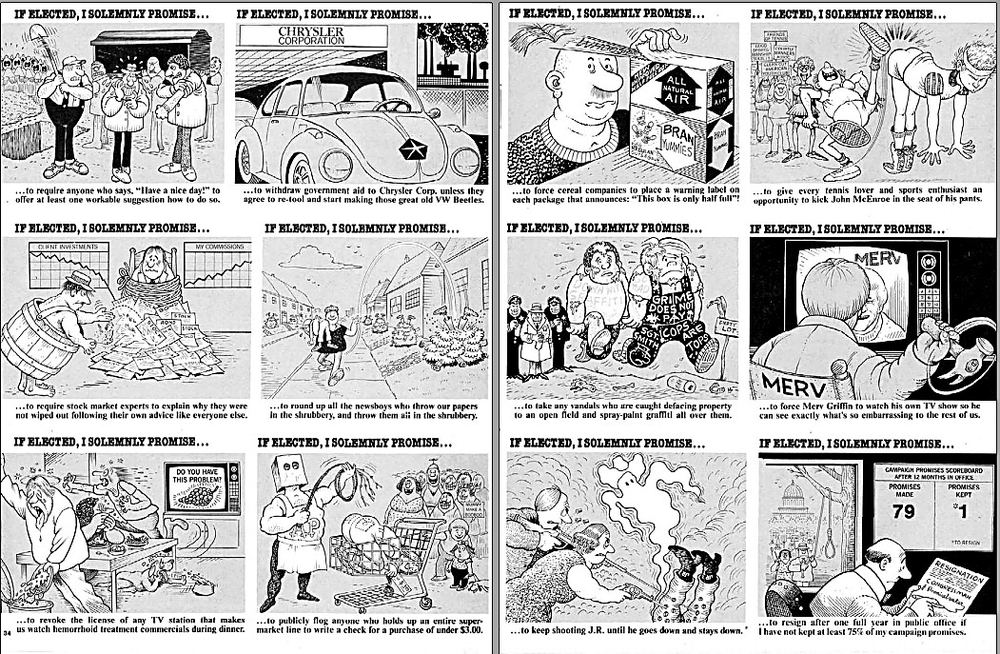 IF ELECTED, I SOLEMNLY PROMISE...
...to require anyone who says, "Have a nice day!" to
offer at least one workable suggestion how to do so.
IF ELECTED, I SOLEMNLY PROMISE...
CHRYSLER
CORPORATION
...to withdraw government aid to Chrysler Corp. unless they
agree to re-tool and start making those great old VW Beetles.
IF ELECTED, I SOLEMNLY PROMISE...
CLIENT INVESTMENTS
MY COMMISSIONS
...to require stock market experts to explain why they were
not wiped out following their own advice like everyone else.
IF ELECTED, I SOLEMNLY PROMISE...
...to round up all the newsboys who throw our papers
in the shrubbery, and throw them all in the shrubbery.
IF ELECTED, I SOLEMNLY PROMISE...
DO YOU HAVE
THIS PROBLEM?
...to revoke the license of any TV station that makes
us watch hemorrhoid treatment commercials during dinner.
IF ELECTED, I SOLEMNLY PROMISE...
...to publicly flog anyone who holds up an entire super-
market line to write a check for a purchase of under $3.00.
34
IF ELECTED, I SOLEMNLY PROMISE...
ALL
NATURAL
AIR
BRAN
YUMMIES
...to force cereal companies to place a warning label on
each package that announces: "This box is only half full"!
IF ELECTED, I SOLEMNLY PROMISE...
FRIENDS
OF TENNIS
...to give every tennis lover and sports enthusiast an
opportunity to kick John McEnroe in the seat of his pants.
IF ELECTED, I SOLEMNLY PROMISE...
EMPTY
LOT
...to take any vandals who are caught defacing property
to an open field and spray-paint graffiti all over them.
IF ELECTED, I SOLEMNLY PROMISE...
MERV
MERV
...to force Merv Griffin to watch his own TV show so he
can see exactly what's so embarrassing to the rest of us.
IF ELECTED, I SOLEMNLY PROMISE...
...to keep shooting J.R. until he goes down and stays down.
IF ELECTED, I SOLEMNLY PROMISE...
CAMPAIGN PROMISES SCOREBOARD
AFTER 12 MONTHS IN OFFICE
PROMISES
MADE
79
PROMISES
KEPT
*1
*TO RESIGN
RESIGNATION
...to resign after one full year in public office if
I have not kept at least 75% of my campaign promises.